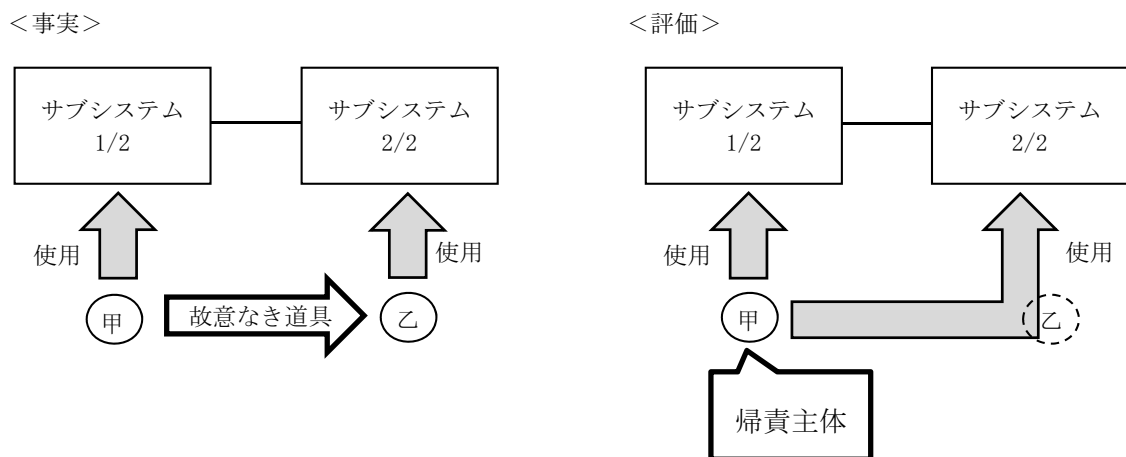 ＜事実＞
サブシステム
1/2
サブシステム
2/2
使用
使用
甲
故意なき道具
乙
＜評価＞
サブシステム
1/2
サブシステム
2/2
使用
使用
甲
乙
帰責主体